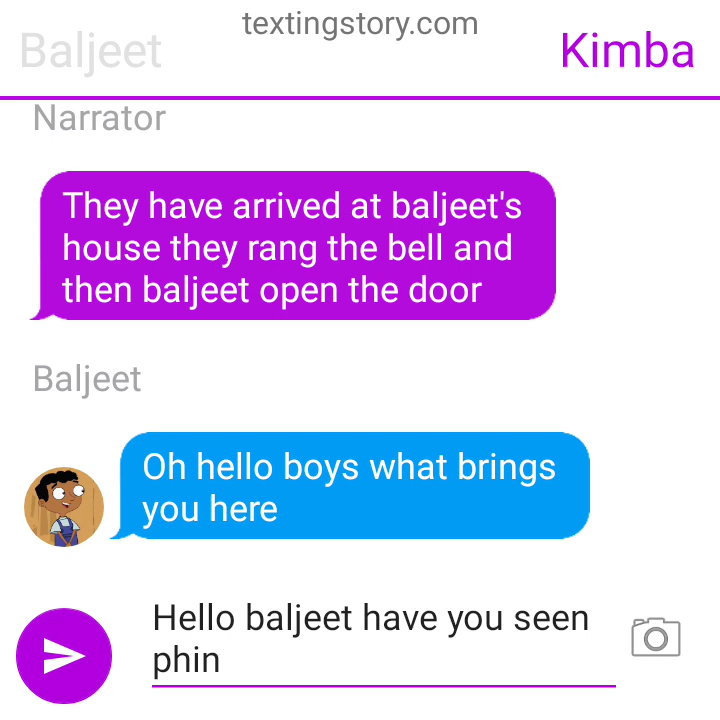 textingstory.com
Baljeet
Kimba
Narrator
They have arrived at baljeet's
house they rang the bell and
then baljeet open the door
Baljeet
Oh hello boys what brings
you here
Hello baljeet have you seen
phin